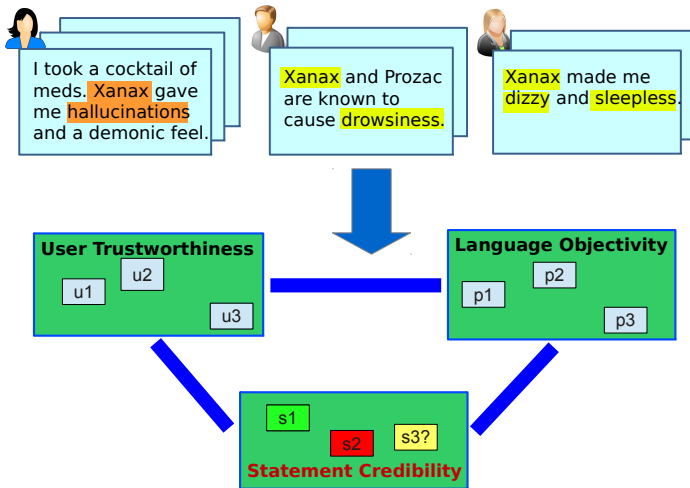 I took a cocktail of
meds. Xanax gave
me hallucinations
and a demonic feel.
Xanax and Prozac
are known to
cause drowsiness.
Xanax made me
dizzy and sleepless.
User Trustworthiness
u1
u2
u3
Language Objectivity
p1
p2
p3
s1
s2
s3?
Statement Credibility